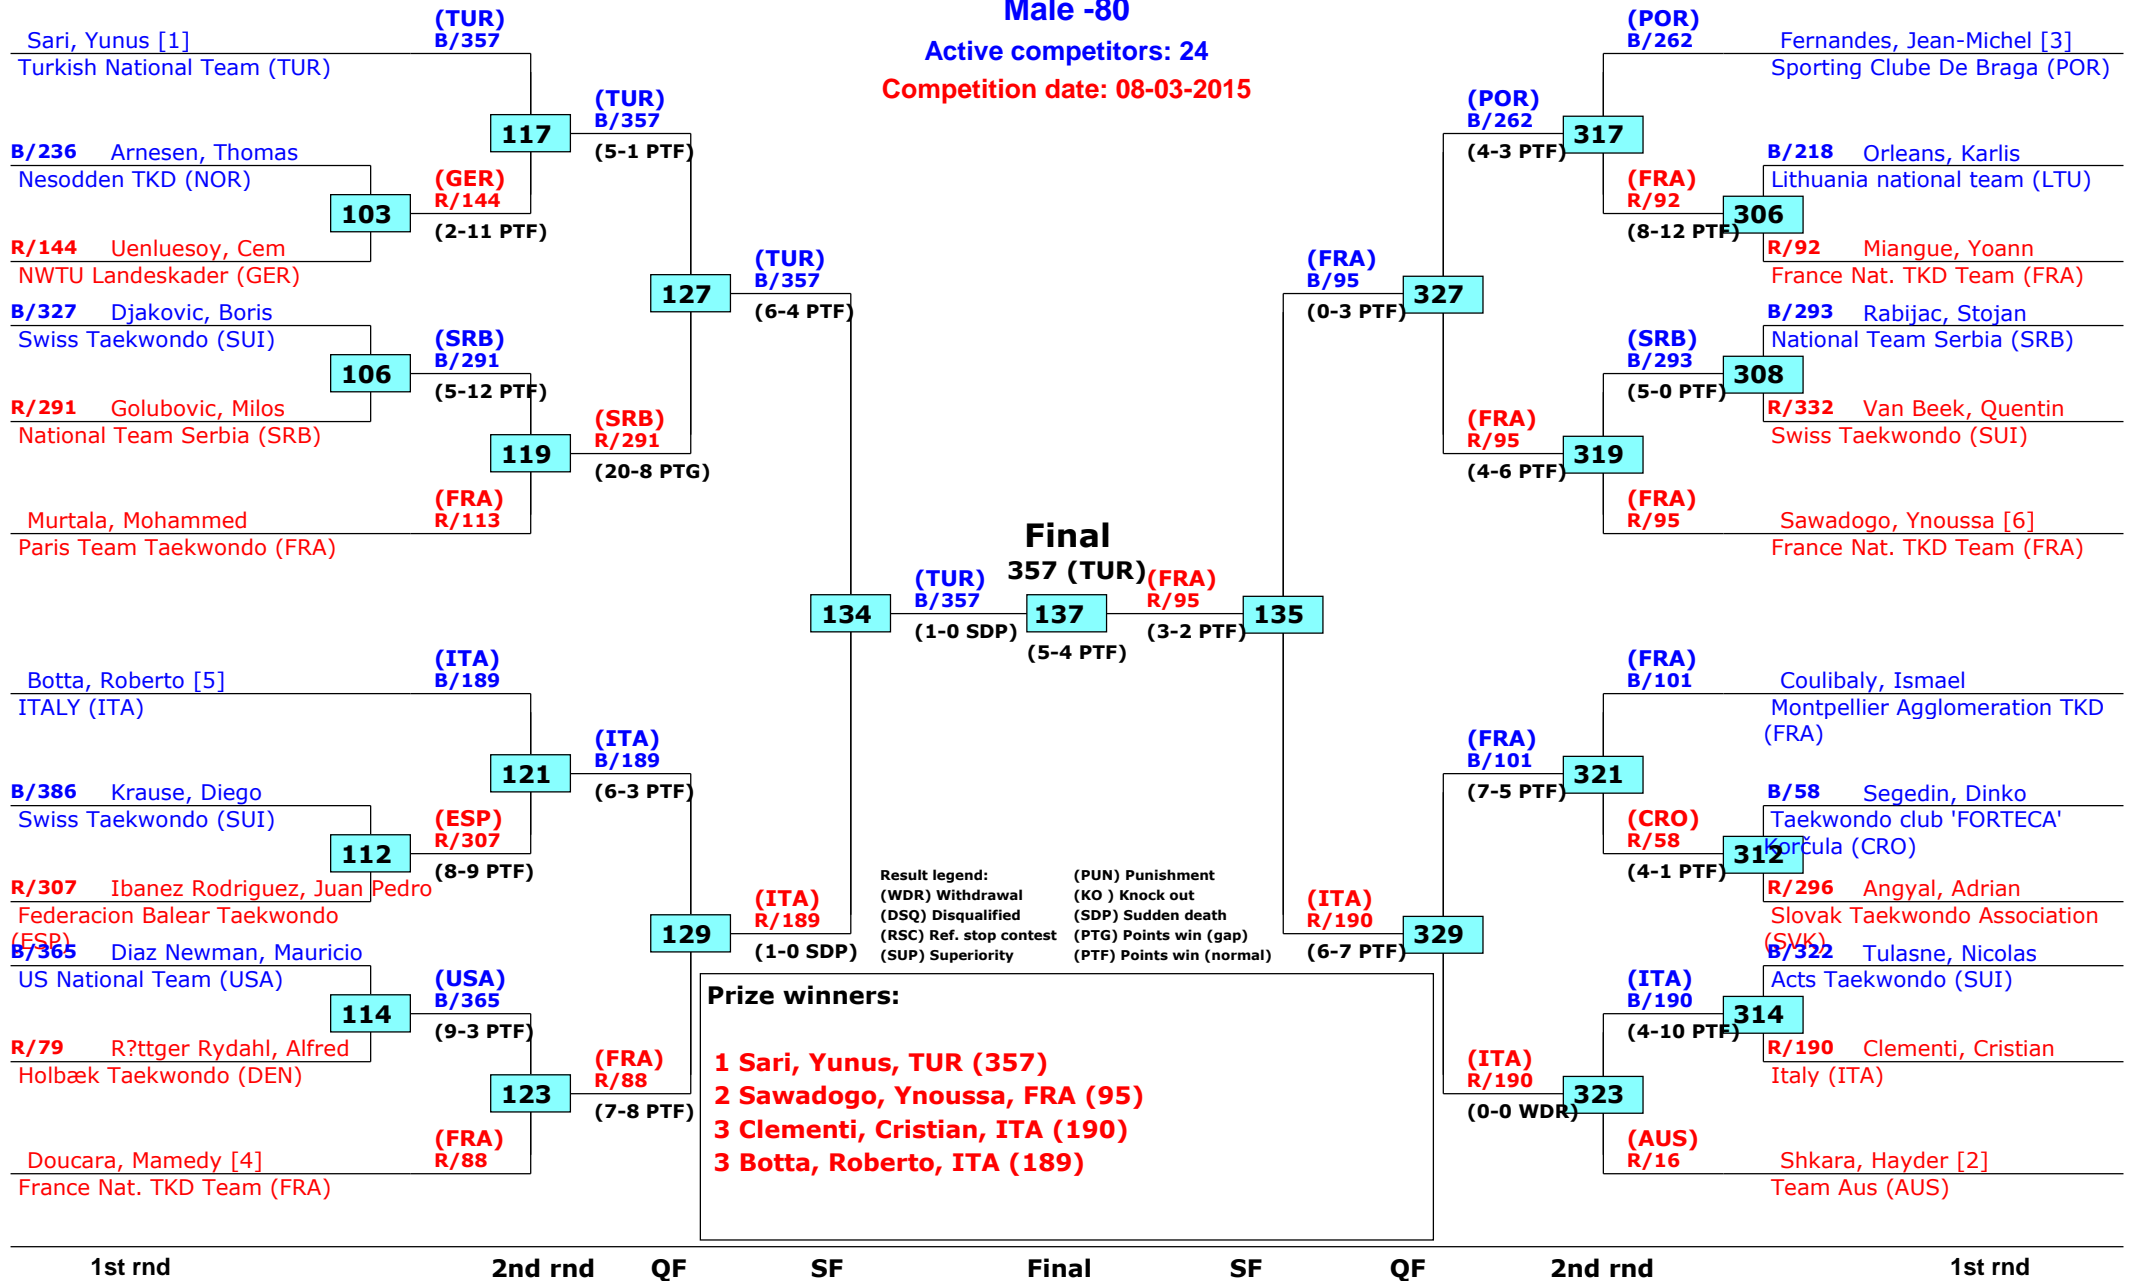 Male -80
Active competitors: 24
Competition date: 08-03-2015
Sari, Yunus [1]
Turkish National Team (TUR)
(TUR)
B/357
B/236 Arnesen, Thomas
Nesodden TKD (NOR)
103
R/144 Uenluesoy, Cem
NWTU Landeskader (GER)
(GER)
R/144
(2-11 PTF)
117
(TUR)
B/357
(5-1 PTF)
B/327 Djakovic, Boris
Swiss Taekwondo (SUI)
106
R/291 Golubovic, Milos
National Team Serbia (SRB)
(SRB)
B/291
(5-12 PTF)
119
(SRB)
R/291
(20-8 PTG)
Murtala, Mohammed
Paris Team Taekwondo (FRA)
(FRA)
R/113
127
(TUR)
B/357
(6-4 PTF)
Botta, Roberto [5]
ITALY (ITA)
(ITA)
B/189
B/386 Krause, Diego
Swiss Taekwondo (SUI)
112
R/307 Ibanez Rodriguez, Juan Pedro
Federacion Balear Taekwondo
(ESP)
(ESP)
R/307
(8-9 PTF)
121
(ITA)
B/189
(6-3 PTF)
B/365 Diaz Newman, Mauricio
US National Team (USA)
114
R/79 R?ttger Rydahl, Alfred
Holbæk Taekwondo (DEN)
(USA)
B/365
(9-3 PTF)
123
(FRA)
R/88
(7-8 PTF)
Doucara, Mamedy [4]
France Nat. TKD Team (FRA)
(FRA)
R/88
129
(ITA)
R/189
(1-0 SDP)
134
(TUR)
B/357
(1-0 SDP)
Final
357 (TUR)
137
(5-4 PTF)
(FRA)
R/95
(3-2 PTF)
135
(FRA)
B/95
(0-3 PTF)
327
(POR)
B/262
(4-3 PTF)
317
(POR)
B/262
Fernandes, Jean-Michel [3]
Sporting Clube De Braga (POR)
B/218 Orleans, Karlis
Lithuania national team (LTU)
(FRA)
R/92
(8-12 PTF)
306
R/92 Miangue, Yoann
France Nat. TKD Team (FRA)
B/293 Rabijac, Stojan
National Team Serbia (SRB)
(SRB)
B/293
(5-0 PTF)
308
R/332 Van Beek, Quentin
Swiss Taekwondo (SUI)
(FRA)
R/95
(4-6 PTF)
319
(FRA)
R/95
Sawadogo, Ynoussa [6]
France Nat. TKD Team (FRA)
(FRA)
B/101
Coulibaly, Ismael
Montpellier Agglomeration TKD
(FRA)
(FRA)
B/101
(7-5 PTF)
321
B/58 Segedin, Dinko
Taekwondo club 'FORTECA'
Korčula (CRO)
(CRO)
R/58
(4-1 PTF)
312
R/296 Angyal, Adrian
Slovak Taekwondo Association
(SVK)
(ITA)
R/190
(6-7 PTF)
329
B/322 Tulasne, Nicolas
Acts Taekwondo (SUI)
(ITA)
B/190
(4-10 PTF)
314
R/190 Clementi, Cristian
Italy (ITA)
(ITA)
R/190
(0-0 WDR)
323
(AUS)
R/16
Shkara, Hayder [2]
Team Aus (AUS)
Result legend:
(WDR) Withdrawal
(DSQ) Disqualified
(RSC) Ref. stop contest
(SUP) Superiority
(PUN) Punishment
(KO ) Knock out
(SDP) Sudden death
(PTG) Points win (gap)
(PTF) Points win (normal)
Prize winners:
1 Sari, Yunus, TUR (357)
2 Sawadogo, Ynoussa, FRA (95)
3 Clementi, Cristian, ITA (190)
3 Botta, Roberto, ITA (189)
1st rnd 2nd rnd QF SF Final SF QF 2nd rnd 1st rnd